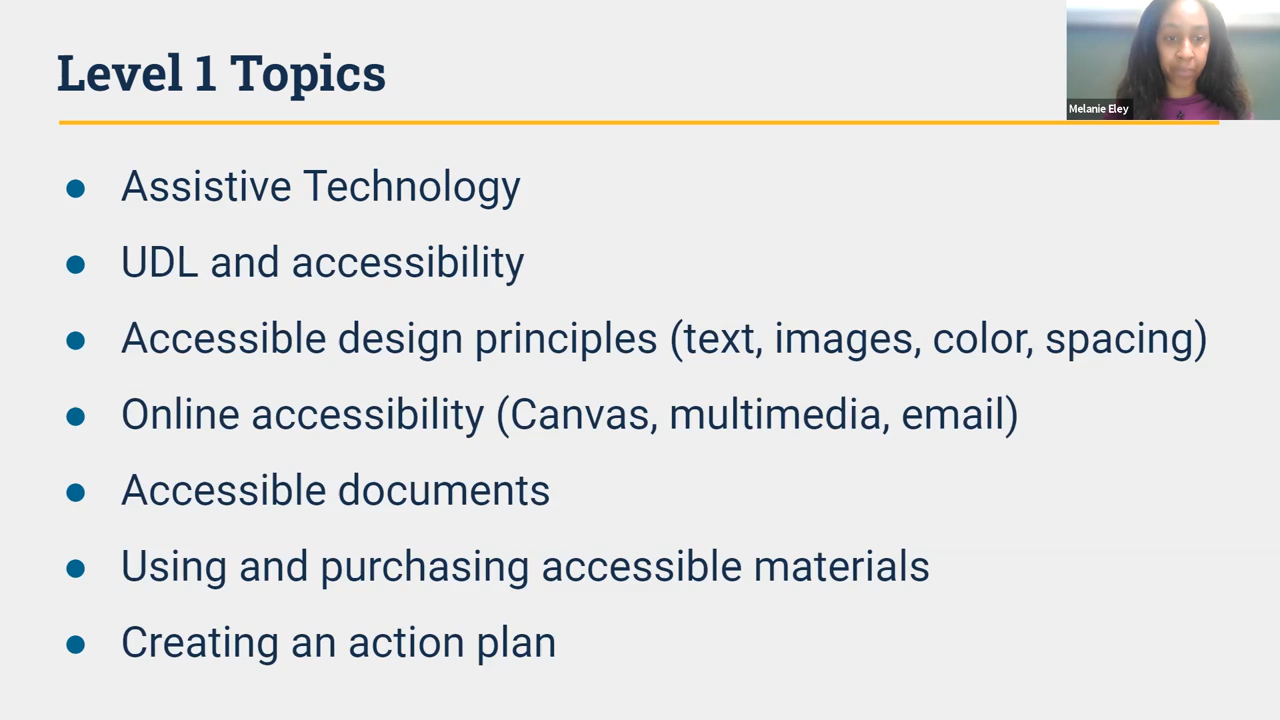 Level 1 Topics
Melanie Eley
Assistive Technology
UDL and accessibility
Accessible design principles (text, images, color, spacing)
Online accessibility (Canvas, multimedia, email)
Accessible documents
Using and purchasing accessible materials
Creating an action plan